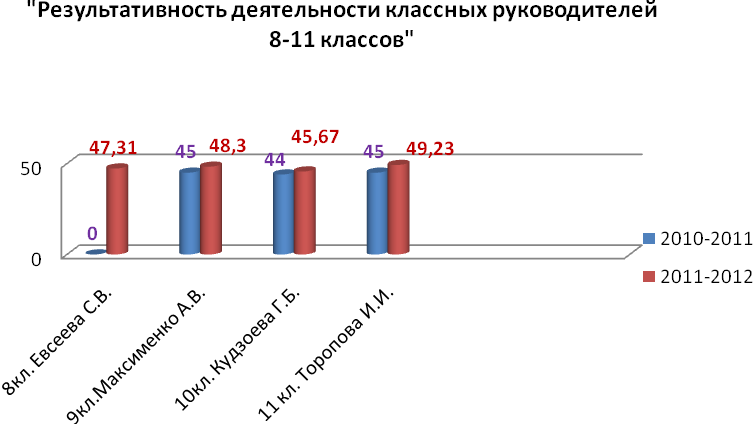 "Результативность деятельности классных руководителей
8-11 классов"
47,31
45
48,3
44
45,67
45
49,23
50
0
0
2010-2011
2011-2012
8кл. Евсеева С.В.
9кл.Максименко А.В.
10кл. Кудзоева Г.Б.
11 кл. Торопова И.И.